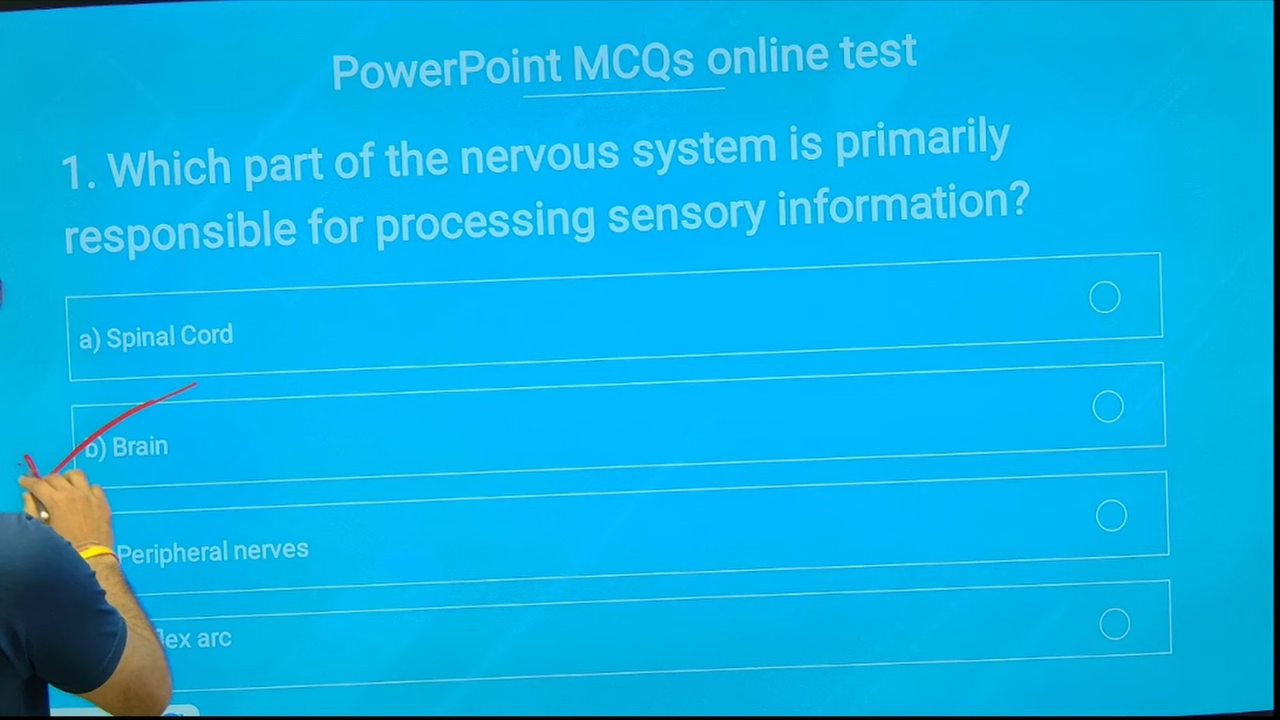 PowerPoint MCQs online test
1. Which part of the nervous system is primarily
responsible for processing sensory information?
a) Spinal Cord
b) Brain
Peripheral nerves
arc